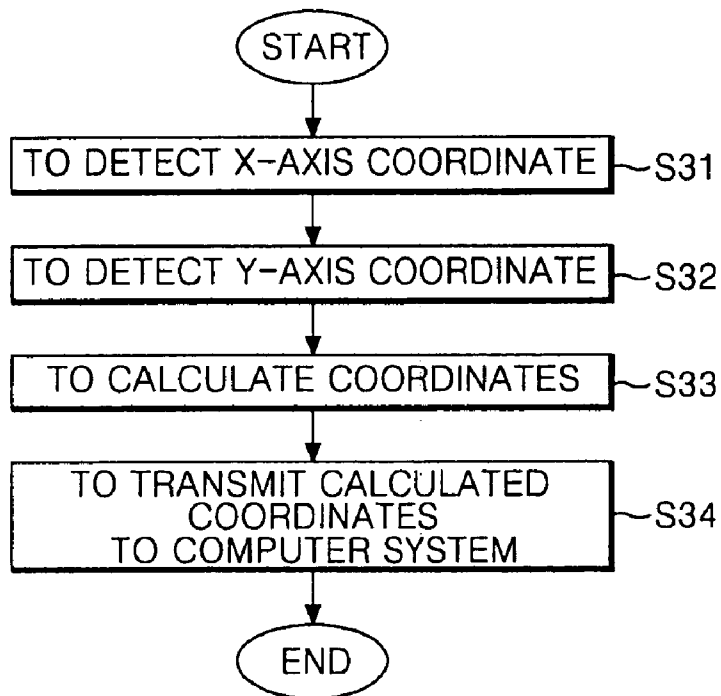 START
TO DETECT X-AXIS COORDINATE
S31
TO DETECT Y-AXIS COORDINATE
S32
TO CALCULATE COORDINATES
S33
TO TRANSMIT CALCULATED
COORDINATES
TO COMPUTER SYSTEM
S34
END